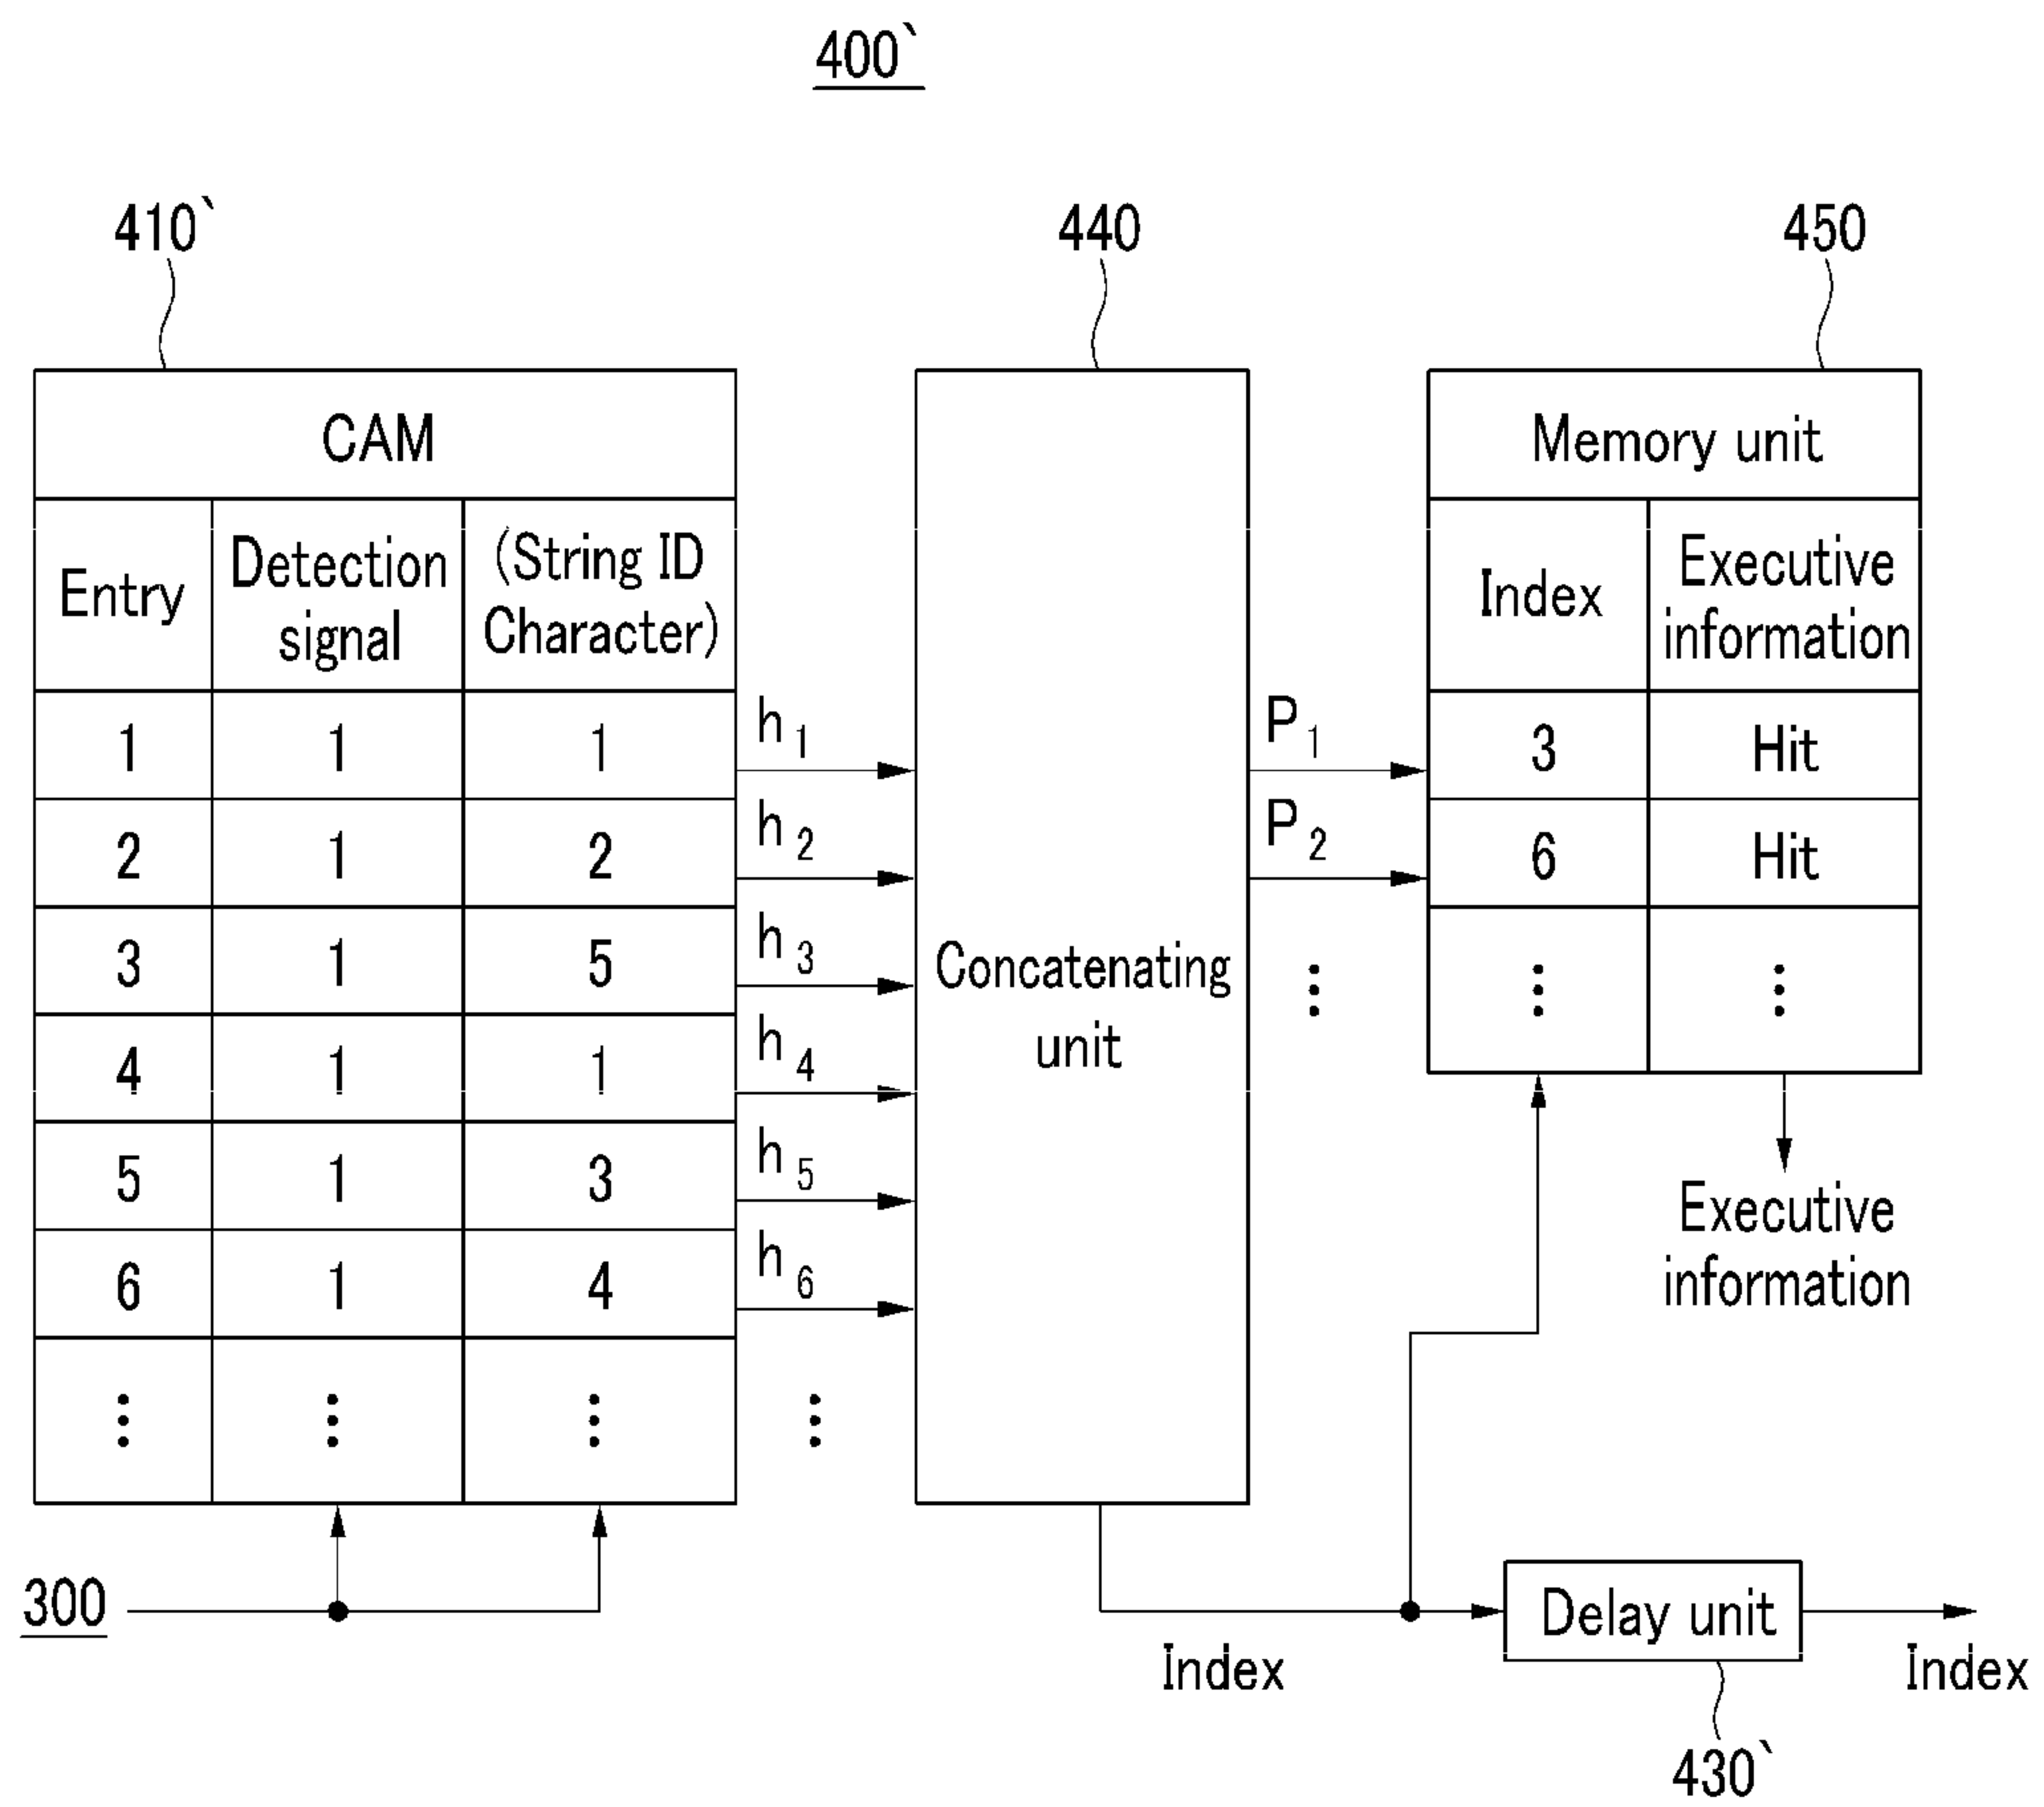 400`
410`
440
450
CAM
Entry
Detection
signal
(String ID
Character)
1 1 1
2 1 2
3 1 5
4 1 1
5 1 3
6 1 4
h1
h2
h3
h4
h5
h6
Concatenating
unit
P1
P2
Memory unit
Index
Executive
information
3 Hit
6 Hit
Executive
information
300
Index
Delay unit
Index
430`